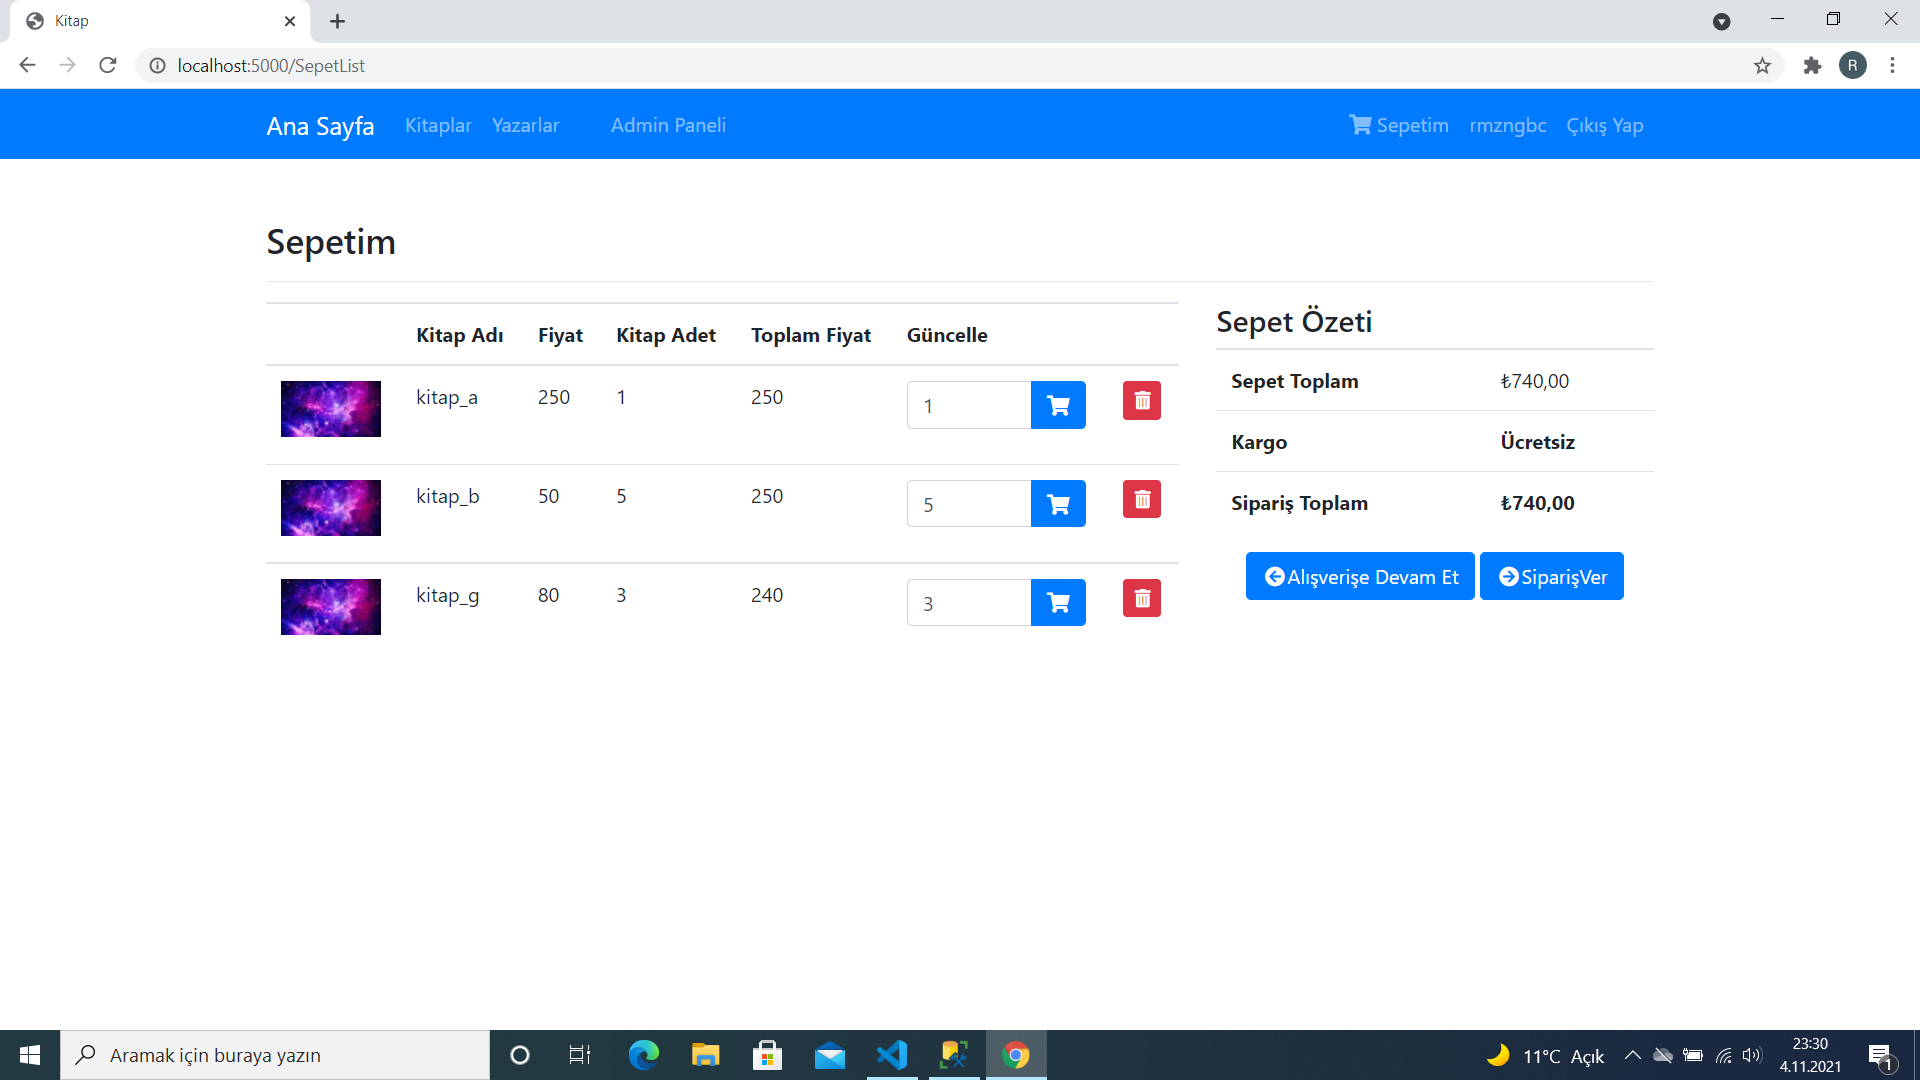 Kitap
localhost:5000/SepetList
R
Ana Sayfa Kitaplar Yazarlar Admin Paneli Sepetim rmzngbc Çıkış Yap
Sepetim
Kitap Adı Fiyat Kitap Adet Toplam Fiyat Güncelle
kitap_a 250 1 250 1
kitap_b 50 5 250 5
kitap_g 80 3 240 3
Sepet Özeti
Sepet Toplam ₺740,00
Kargo Ücretsiz
Sipariş Toplam ₺740,00
Alışverişe Devam Et SiparişVer
Aramak için buraya yazın
11°C Açık
23:30
4.11.2021
1